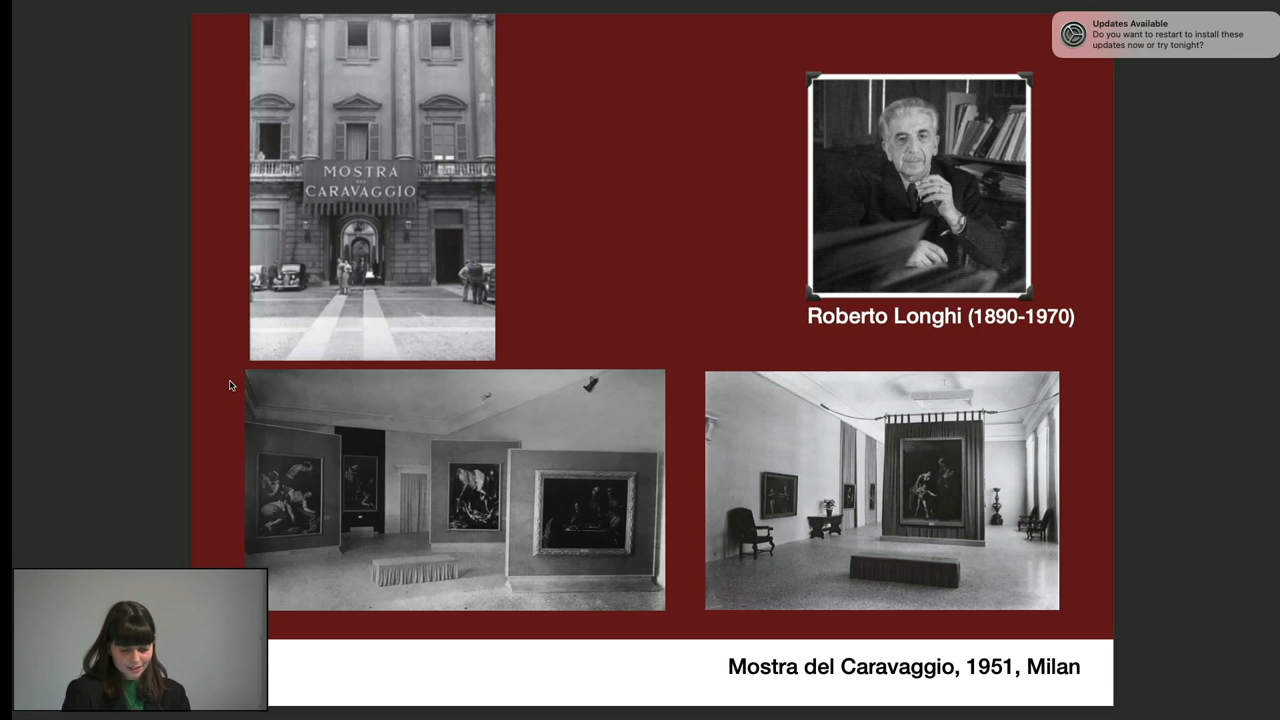 Updates Available
Do you want to restart to install these
updates now or try tonight?
MOSTRA
CARAVAGGIO
Roberto Longhi (1890-1970)
Mostra del Caravaggio, 1951, Milan